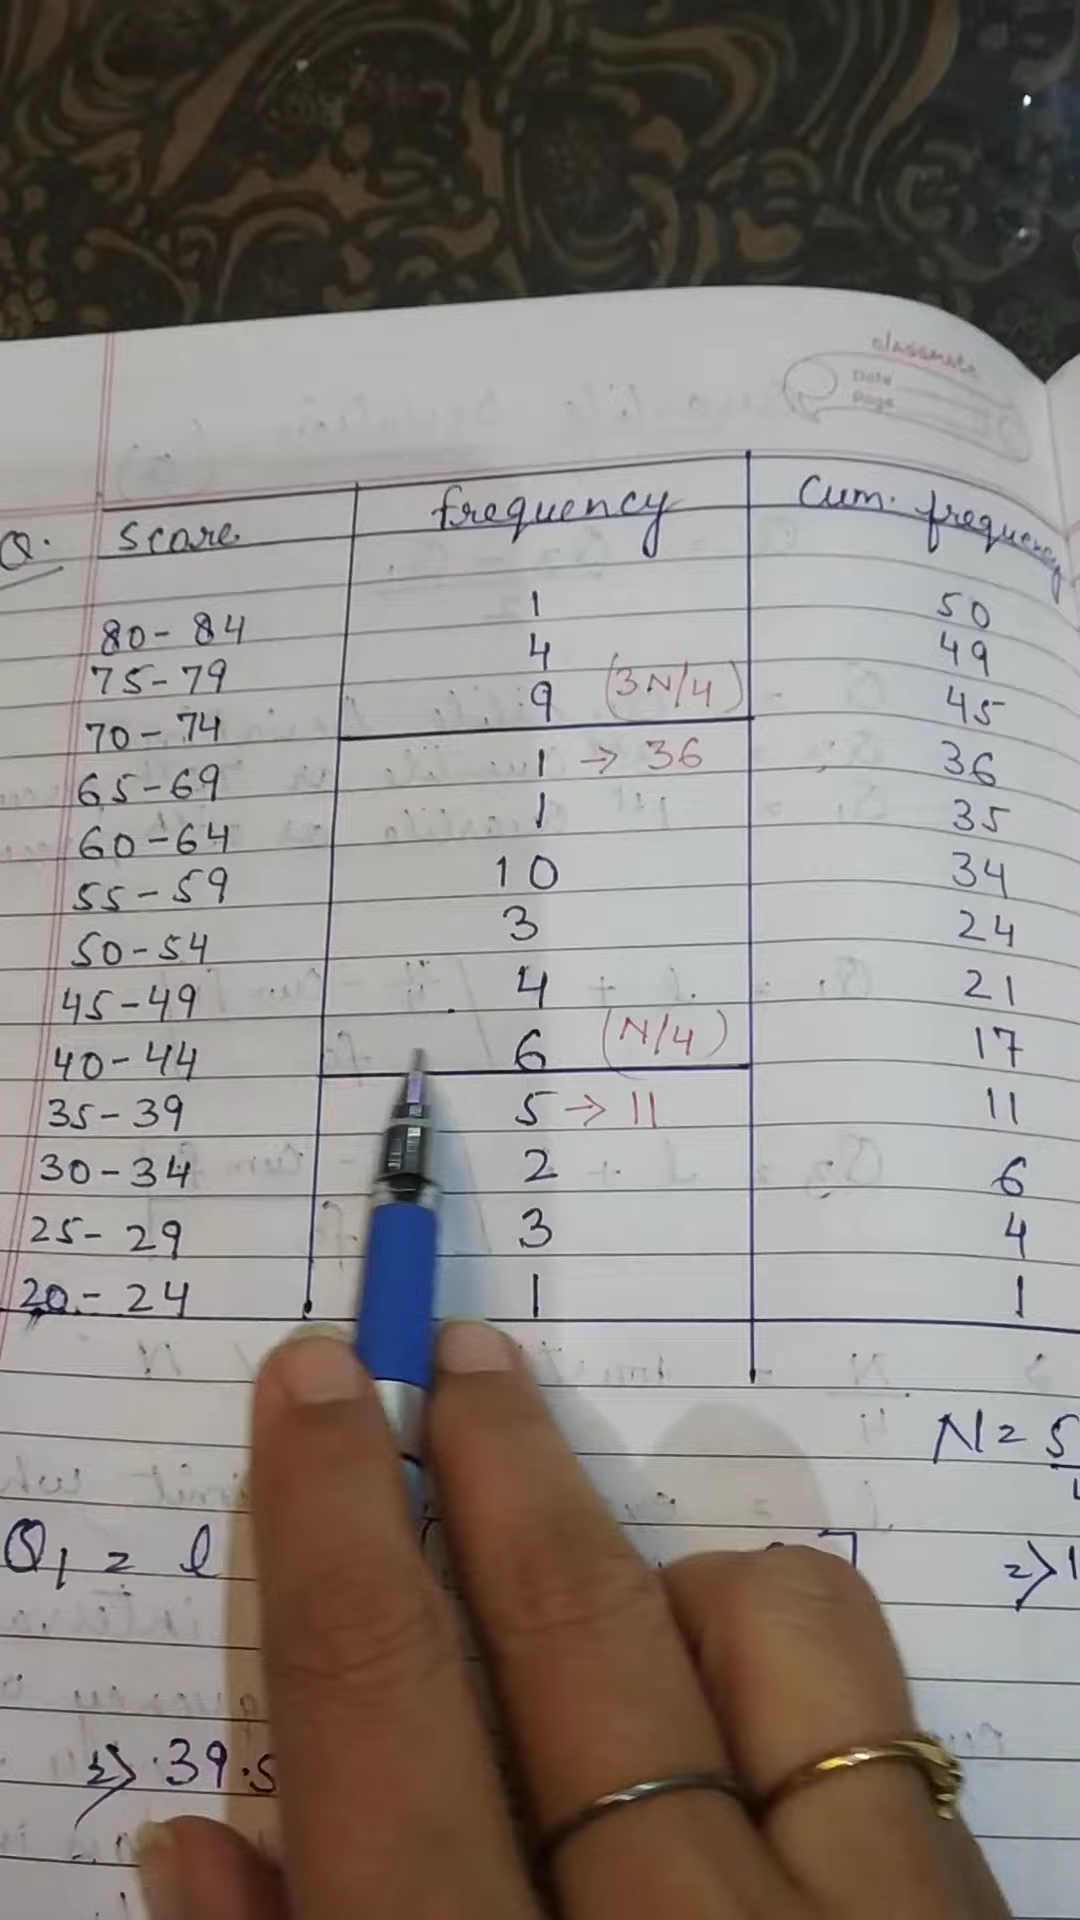 classmate
Date
Page
Q. Score frequency Cum. frequency
80-84 1 50
75-79 4 49
70-74 9 (3N/4) 45
65-69 1 → 36 36
60-64 1 35
55-59 10 34
50-54 3 24
45-49 4 21
40-44 6 (N/4) 17
35-39 5 → 11 11
30-34 2 6
25-29 3 4
20-24 1 1
N = 5
Q1 = l
=> 1
=> 39.5